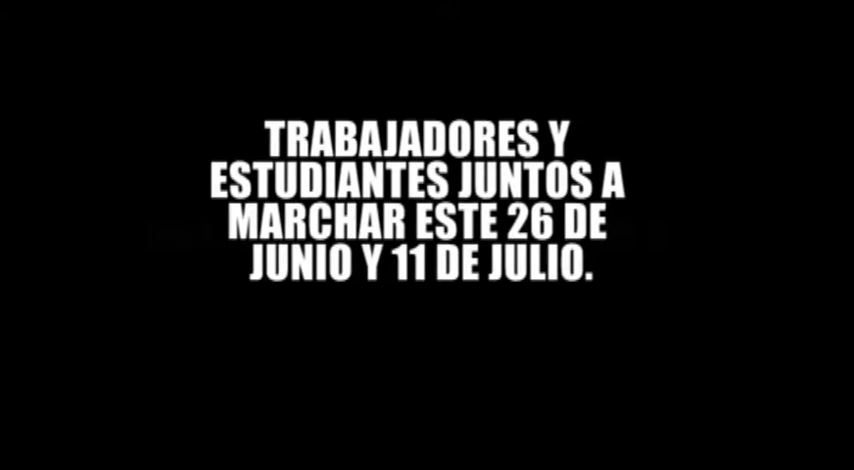 TRABAJADORES Y
ESTUDIANTES JUNTOS A
MARCHAR ESTE 26 DE
JUNIO Y 11 DE JULIO.